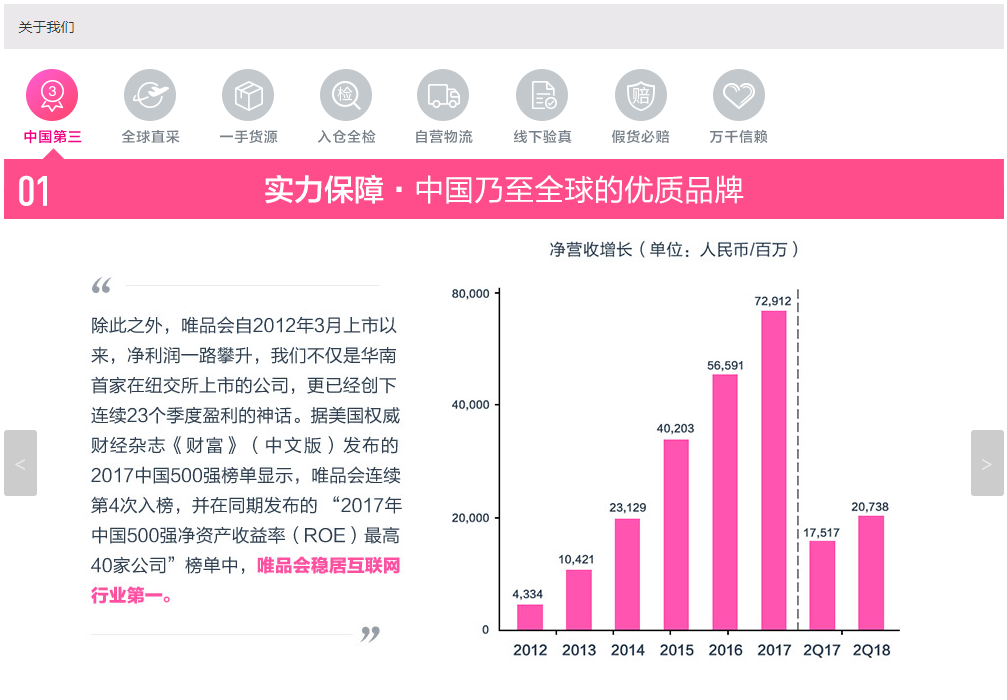 关于我们
3
检
赔
中国第三 全球直采 一手货源 入仓全检 自营物流 线下验真 假货必赔 万千信赖
01 实力保障·中国乃至全球的优质品牌
“
除此之外，唯品会自2012年3月上市以
来，净利润一路攀升，我们不仅是华南
首家在纽交所上市的公司，更已经创下
连续23个季度盈利的神话。据美国权威
财经杂志《财富》（中文版）发布的
2017中国500强榜单显示，唯品会连续
第4次入榜，并在同期发布的 “2017年
中国500强净资产收益率（ROE）最高
40家公司”榜单中，唯品会稳居互联网
行业第一。
”
净营收增长（单位：人民币/百万）
80,000
40,000
20,000
0
4,334
10,421
23,129
40,203
56,591
72,912
17,517
20,738
2012 2013 2014 2015 2016 2017 2Q17 2Q18
<
>